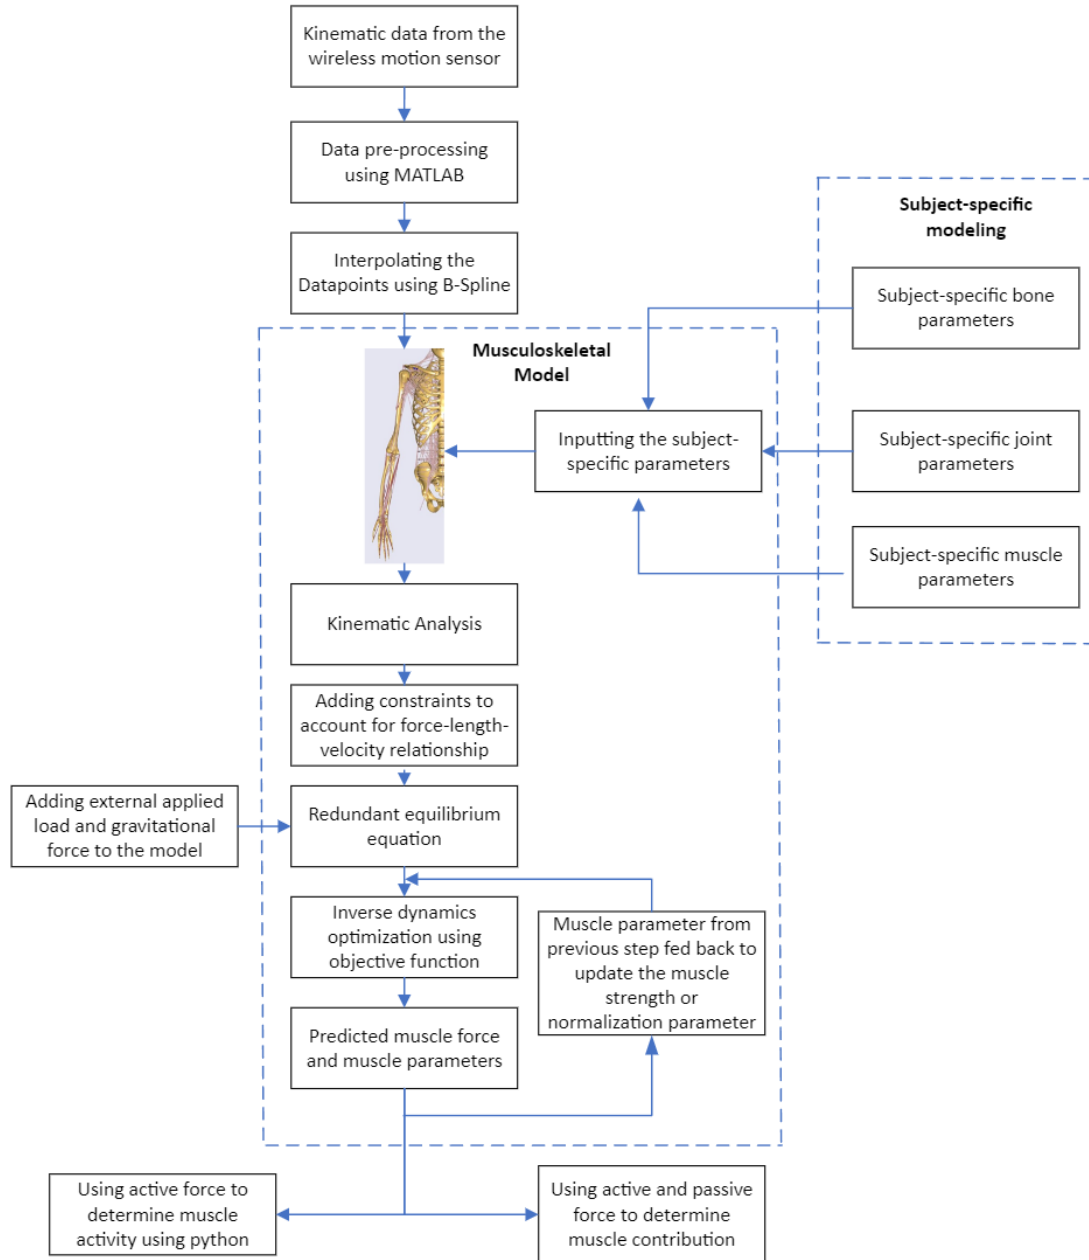 Kinematic data from the
wireless motion sensor
Data pre-processing
using MATLAB
Interpolating the
Datapoints using B-Spline
Subject-specific
modeling
Subject-specific bone
parameters
Musculoskeletal
Model
Inputting the subject-
specific parameters
Subject-specific joint
parameters
Subject-specific muscle
parameters
Kinematic Analysis
Adding constraints to
account for force-length-
velocity relationship
Adding external applied
load and gravitational
force to the model
Redundant equilibrium
equation
Inverse dynamics
optimization using
objective function
Muscle parameter from
previous step fed back to
update the muscle
strength or
normalization parameter
Predicted muscle force
and muscle parameters
Using active force to
determine muscle
activity using python
Using active and passive
force to determine
muscle contribution